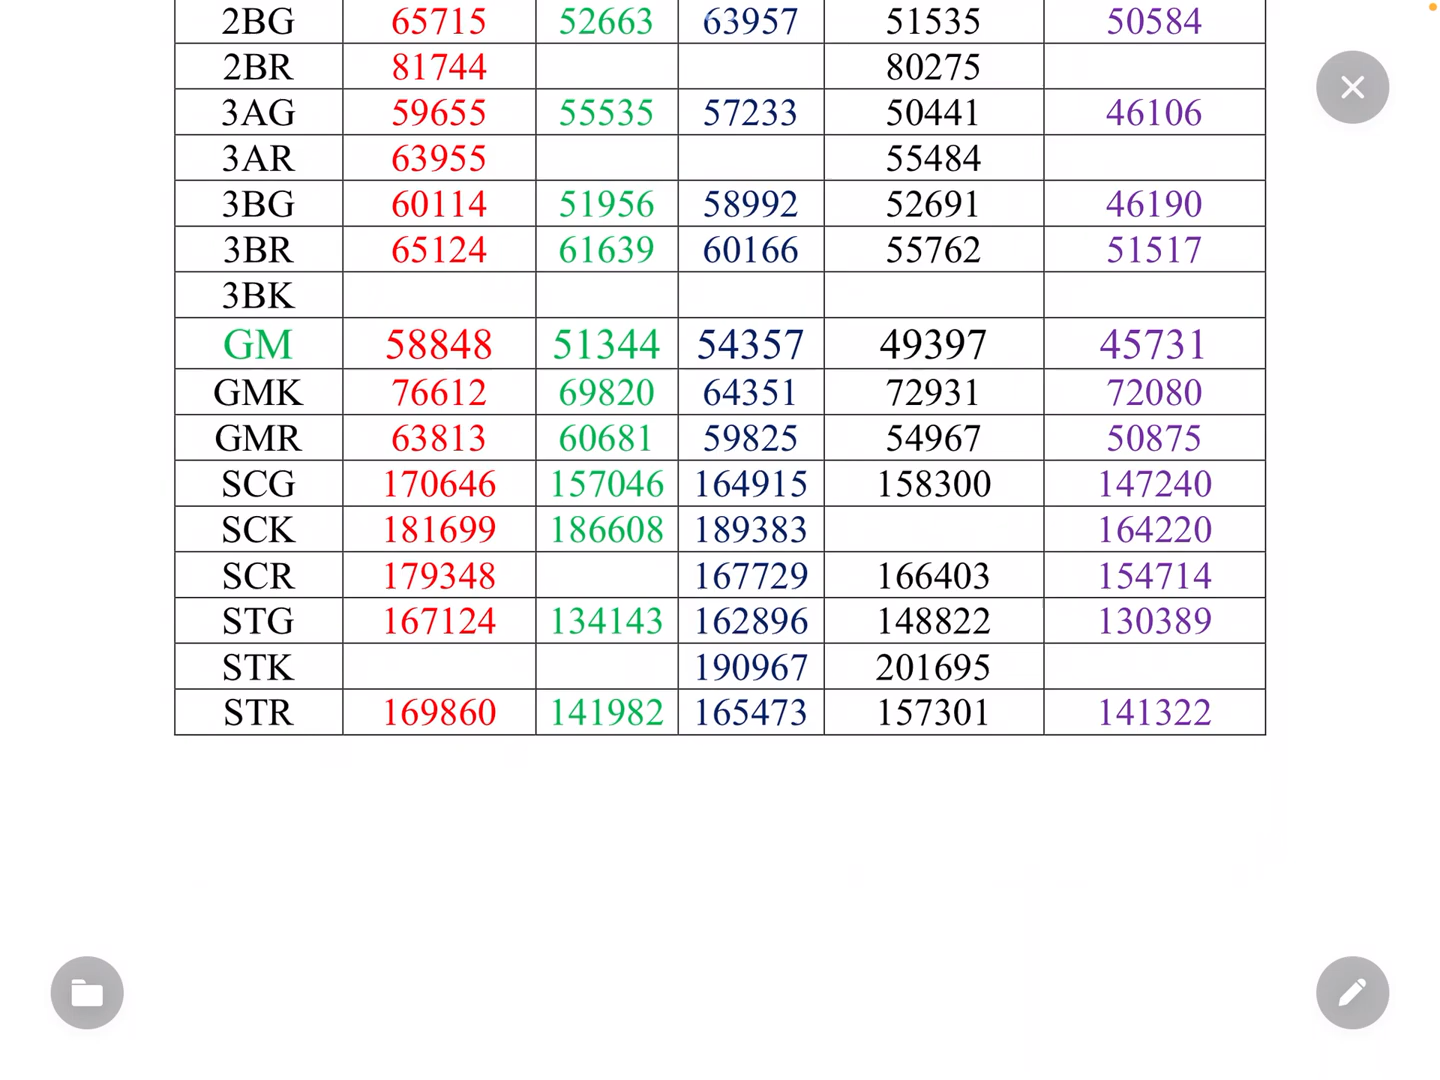 2BG 65715 52663 63957 51535 50584
2BR 81744 80275
3AG 59655 55535 57233 50441 46106
3AR 63955 55484
3BG 60114 51956 58992 52691 46190
3BR 65124 61639 60166 55762 51517
3BK
GM 58848 51344 54357 49397 45731
GMK 76612 69820 64351 72931 72080
GMR 63813 60681 59825 54967 50875
SCG 170646 157046 164915 158300 147240
SCK 181699 186608 189383 164220
SCR 179348 167729 166403 154714
STG 167124 134143 162896 148822 130389
STK 190967 201695
STR 169860 141982 165473 157301 141322